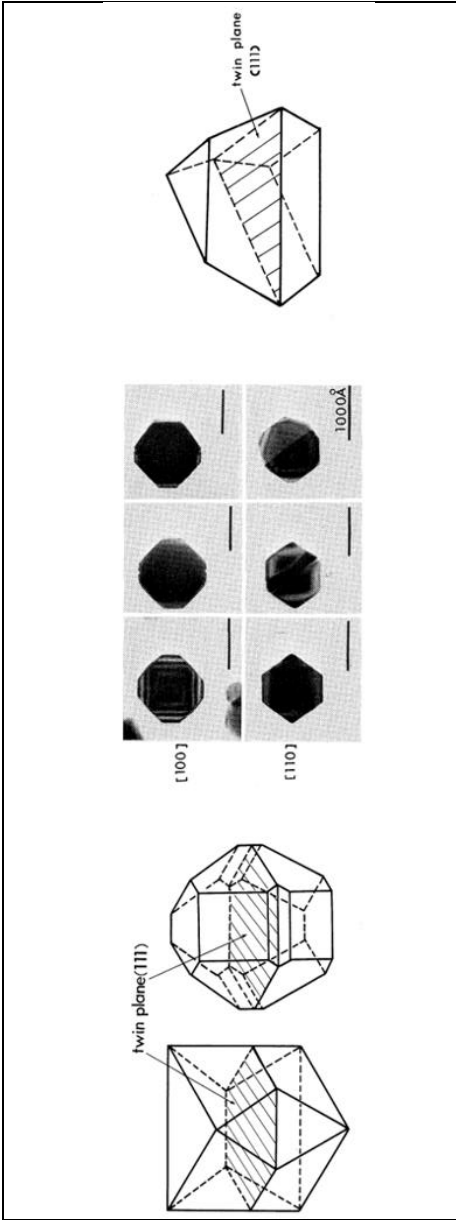 twin plane
(111)
1000Å
[100]
[110]
twin plane(111)